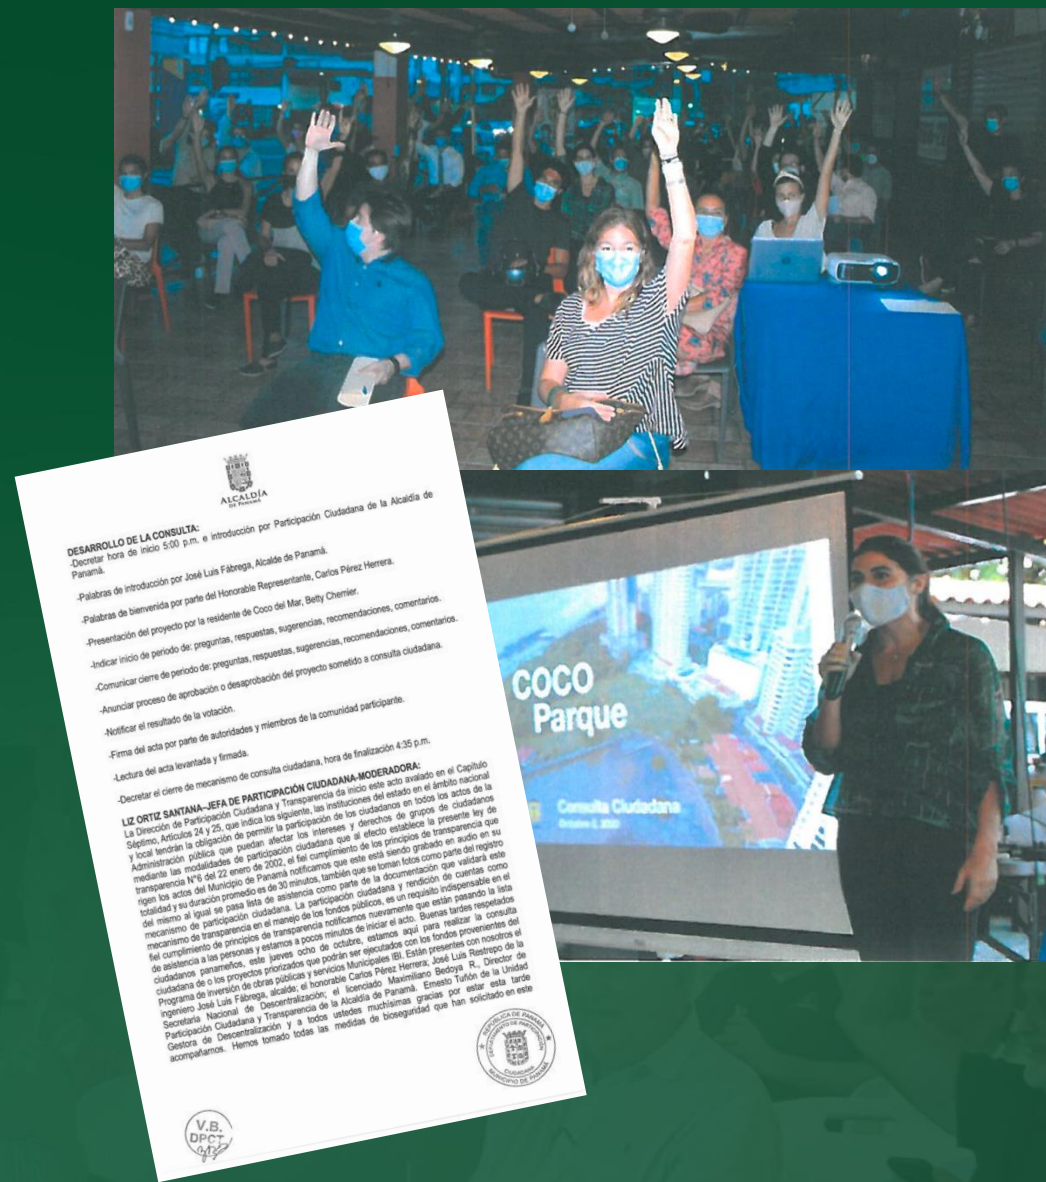 ALCALDÍA
DE PANAMÁ
DESARROLLO DE LA CONSULTA:
-Decretar hora de inicio 5:00 p.m. e introducción por Participación Ciudadana de la Alcaldía de
Panamá.
-Palabras de introducción por José Luis Fábrega, Alcalde de Panamá.
-Palabras de bienvenida por parte del Honorable Representante, Carlos Pérez Herrera.
-Presentación del proyecto por la residente de Coco del Mar, Betty Chernier.
-Indicar inicio de periodo de: preguntas, respuestas, sugerencias, recomendaciones, comentarios.
-Comunicar cierre de periodo de: preguntas, respuestas, sugerencias, recomendaciones, comentarios.
-Anunciar proceso de aprobación o desaprobación del proyecto sometido a consulta ciudadana.
-Notificar el resultado de la votación.
-Firma del acta por parte de autoridades y miembros de la comunidad participante.
-Lectura del acta levantada y firmada.
-Decretar el cierre de mecanismo de consulta ciudadana, hora de finalización 4:35 p.m.
LIZ ORTIZ SANTANA–JEFA DE PARTICIPACIÓN CIUDADANA-MODERADORA:
La Dirección de Participación Ciudadana y Transparencia da inicio este acto avalado en el Capítulo
Séptimo, Artículos 24 y 25, que indica los siguiente, las instituciones del estado en el ámbito nacional
y local tendrán la obligación de permitir la participación de los ciudadanos en todos los actos de la
Administración pública que puedan afectar los intereses y derechos de grupos de ciudadanos
mediante las modalidades de participación ciudadana que al efecto establece la presente ley de
transparencia N°6 del 22 enero de 2002, el fiel cumplimiento de los principios de transparencia que
rigen los actos del Municipio de Panamá notificamos que este está siendo grabado en audio en su
totalidad y su duración promedio es de 30 minutos, también que se toman fotos como parte del registro
del mismo al igual se pasa lista de asistencia como parte de la documentación que validará este
mecanismo de participación ciudadana. La participación ciudadana y rendición de cuentas como
mecanismo de transparencia en el manejo de los fondos públicos, es un requisito indispensable en el
fiel cumplimiento de principios de transparencia notificamos nuevamente que están pasando la lista
de asistencia a las personas y estamos a pocos minutos de iniciar el acto. Buenas tardes respetados
ciudadanos panameños, este jueves ocho de octubre, estamos aquí para realizar la consulta
ciudadana de o los proyectos priorizados que podrán ser ejecutados con los fondos provenientes del
Programa de inversión de obras públicas y servicios Municipales IBI. Están presentes con nosotros el
ingeniero José Luis Fábrega, alcalde; el honorable Carlos Pérez Herrera; José Luis Restrepo de la
Secretaría Nacional de Descentralización; el licenciado Maximiliano Bedoya R., Director de
Participación Ciudadana y Transparencia de la Alcaldía de Panamá. Ernesto Tuñón de la Unidad
Gestora de Descentralización y a todos ustedes muchísimas gracias por estar esta tarde
acompañarnos. Hemos tomado todas las medidas de bioseguridad que han solicitado en este
REPÚBLICA DE PANAMÁ
DEPARTAMENTO DE PARTICIPACIÓN
CIUDADANA
MUNICIPIO DE PANAMÁ
V.B.
DPCT
COCO
Parque
Consulta Ciudadana